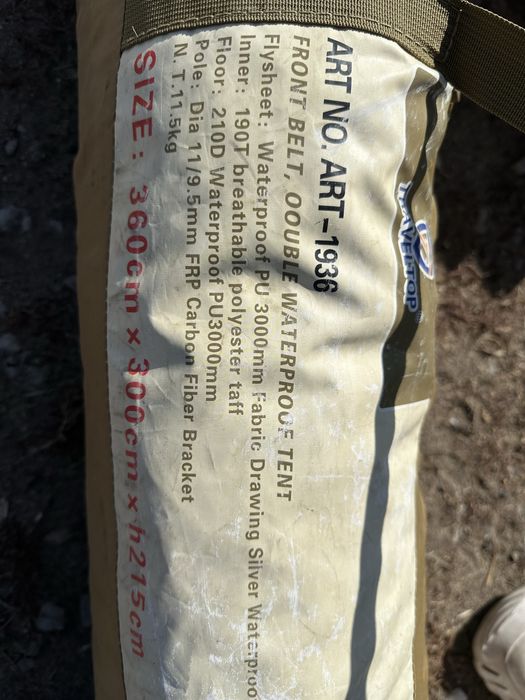 TRAVELTOP®
ART NO. ART-1936
FRONT BELT, OOUBLE WATERPROOF TENT
Flysheet: Waterproof PU 3000mm Fabric Drawing Silver Waterproo
Inner: 190T breathable polyester taff
Floor: 210D Waterproof PU3000mm
Pole: Dia 11/9.5mm FRP Carbon Fiber Bracket
N. T.11.5kg
SIZE: 360cm × 300cm × h215cm